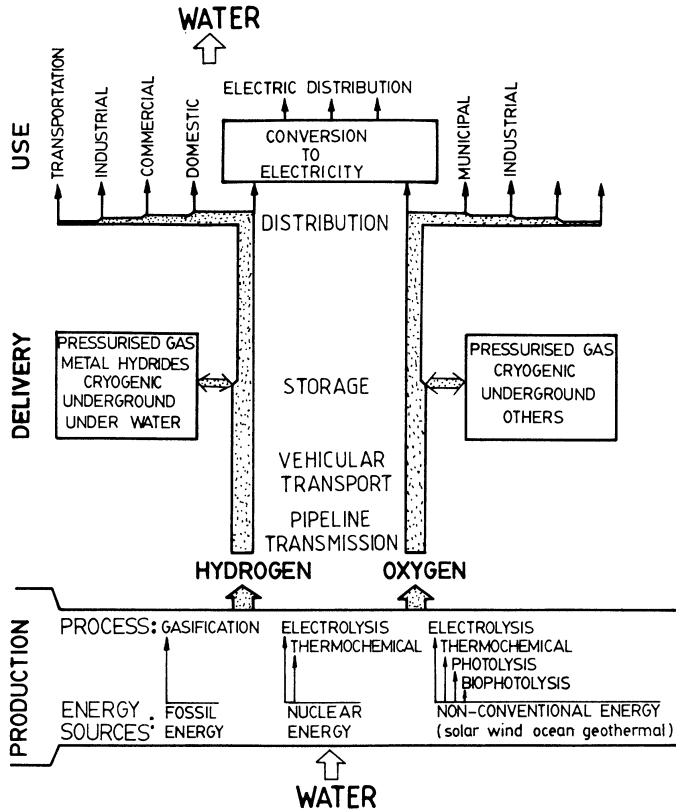 WATER
USE
TRANSPORTATION
INDUSTRIAL
COMMERCIAL
DOMESTIC
ELECTRIC DISTRIBUTION
CONVERSION
TO
ELECTRICITY
MUNICIPAL
INDUSTRIAL
DISTRIBUTION
DELIVERY
PRESSURISED GAS
METAL HYDRIDES
CRYOGENIC
UNDERGROUND
UNDER WATER
STORAGE
PRESSURISED GAS
CRYOGENIC
UNDERGROUND
OTHERS
VEHICULAR
TRANSPORT
PIPELINE
TRANSMISSION
HYDROGEN
OXYGEN
PRODUCTION
PROCESS:
GASIFICATION
ELECTROLYSIS
THERMOCHEMICAL
ELECTROLYSIS
THERMOCHEMICAL
PHOTOLYSIS
BIOPHOTOLYSIS
ENERGY
SOURCES:
FOSSIL
ENERGY
NUCLEAR
ENERGY
NON-CONVENTIONAL ENERGY
(solar wind ocean geothermal)
WATER